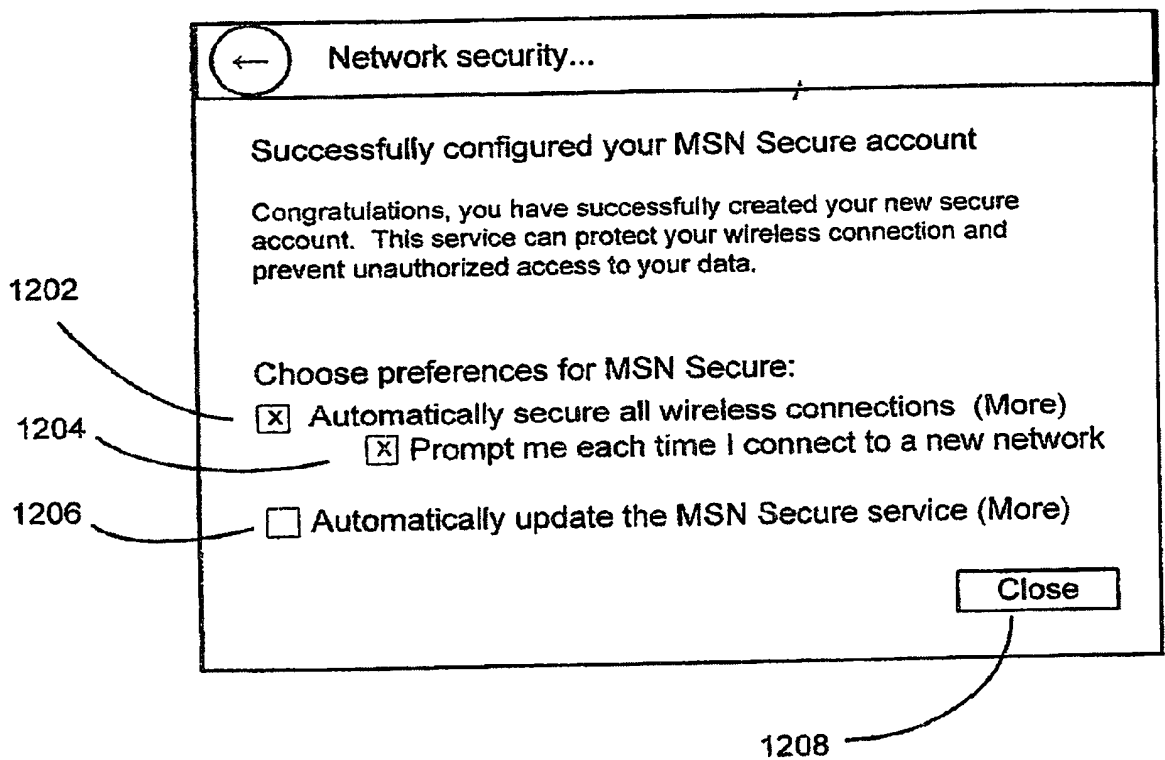 ← Network security...
Successfully configured your MSN Secure account
Congratulations, you have successfully created your new secure
account. This service can protect your wireless connection and
prevent unauthorized access to your data.
1202
Choose preferences for MSN Secure:
x Automatically secure all wireless connections (More)
1204
x Prompt me each time I connect to a new network
1206
Automatically update the MSN Secure service (More)
Close
1208